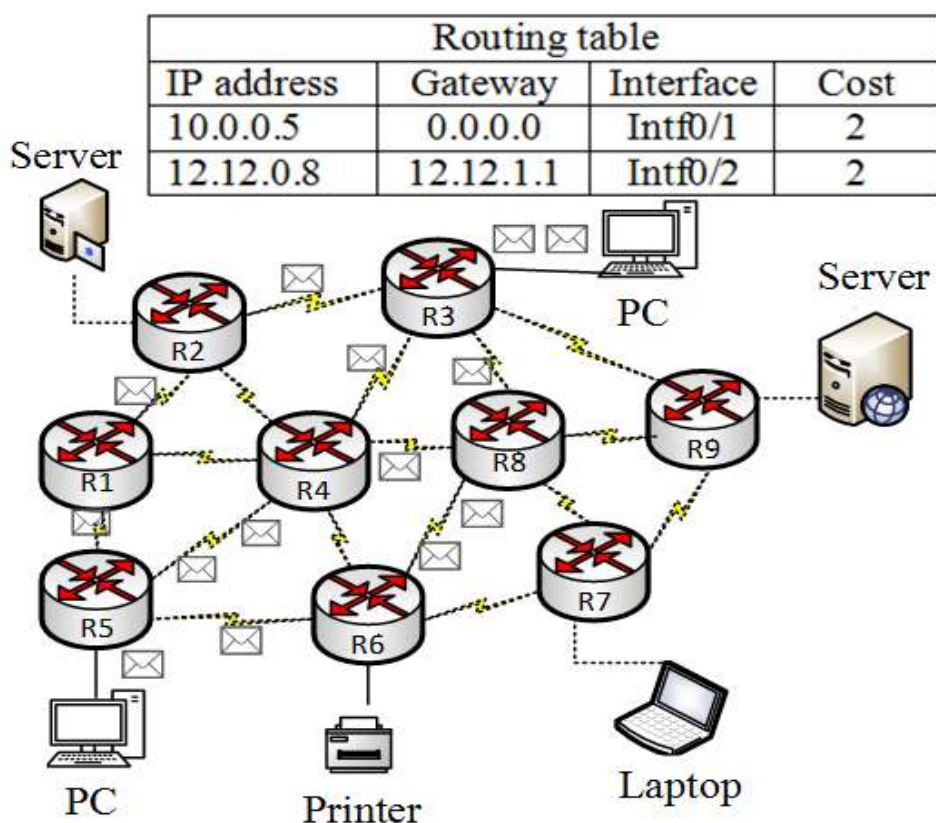 Routing table
IP address Gateway Interface Cost
10.0.0.5 0.0.0.0 Intf0/1 2
12.12.0.8 12.12.1.1 Intf0/2 2
Server
PC
Server
R3
R2
R9
R4
R8
R1
R7
R5
R6
PC
Printer
Laptop